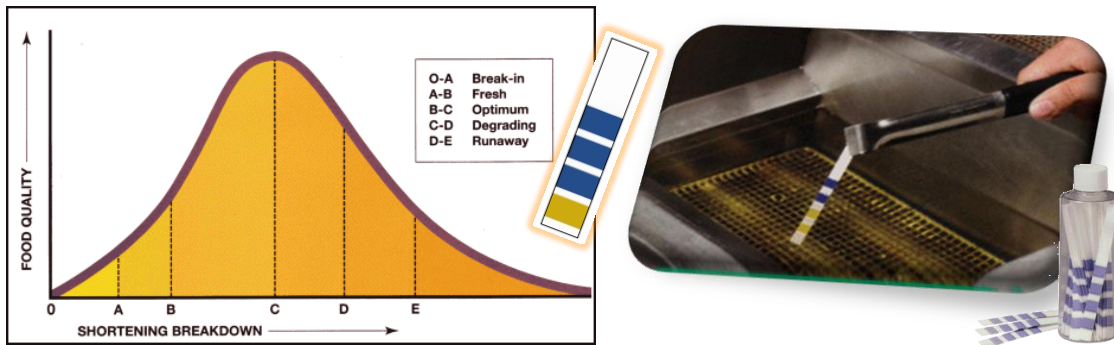 FOOD QUALITY
O-A Break-in
A-B Fresh
B-C Optimum
C-D Degrading
D-E Runaway
0 A B C D E
SHORTENING BREAKDOWN